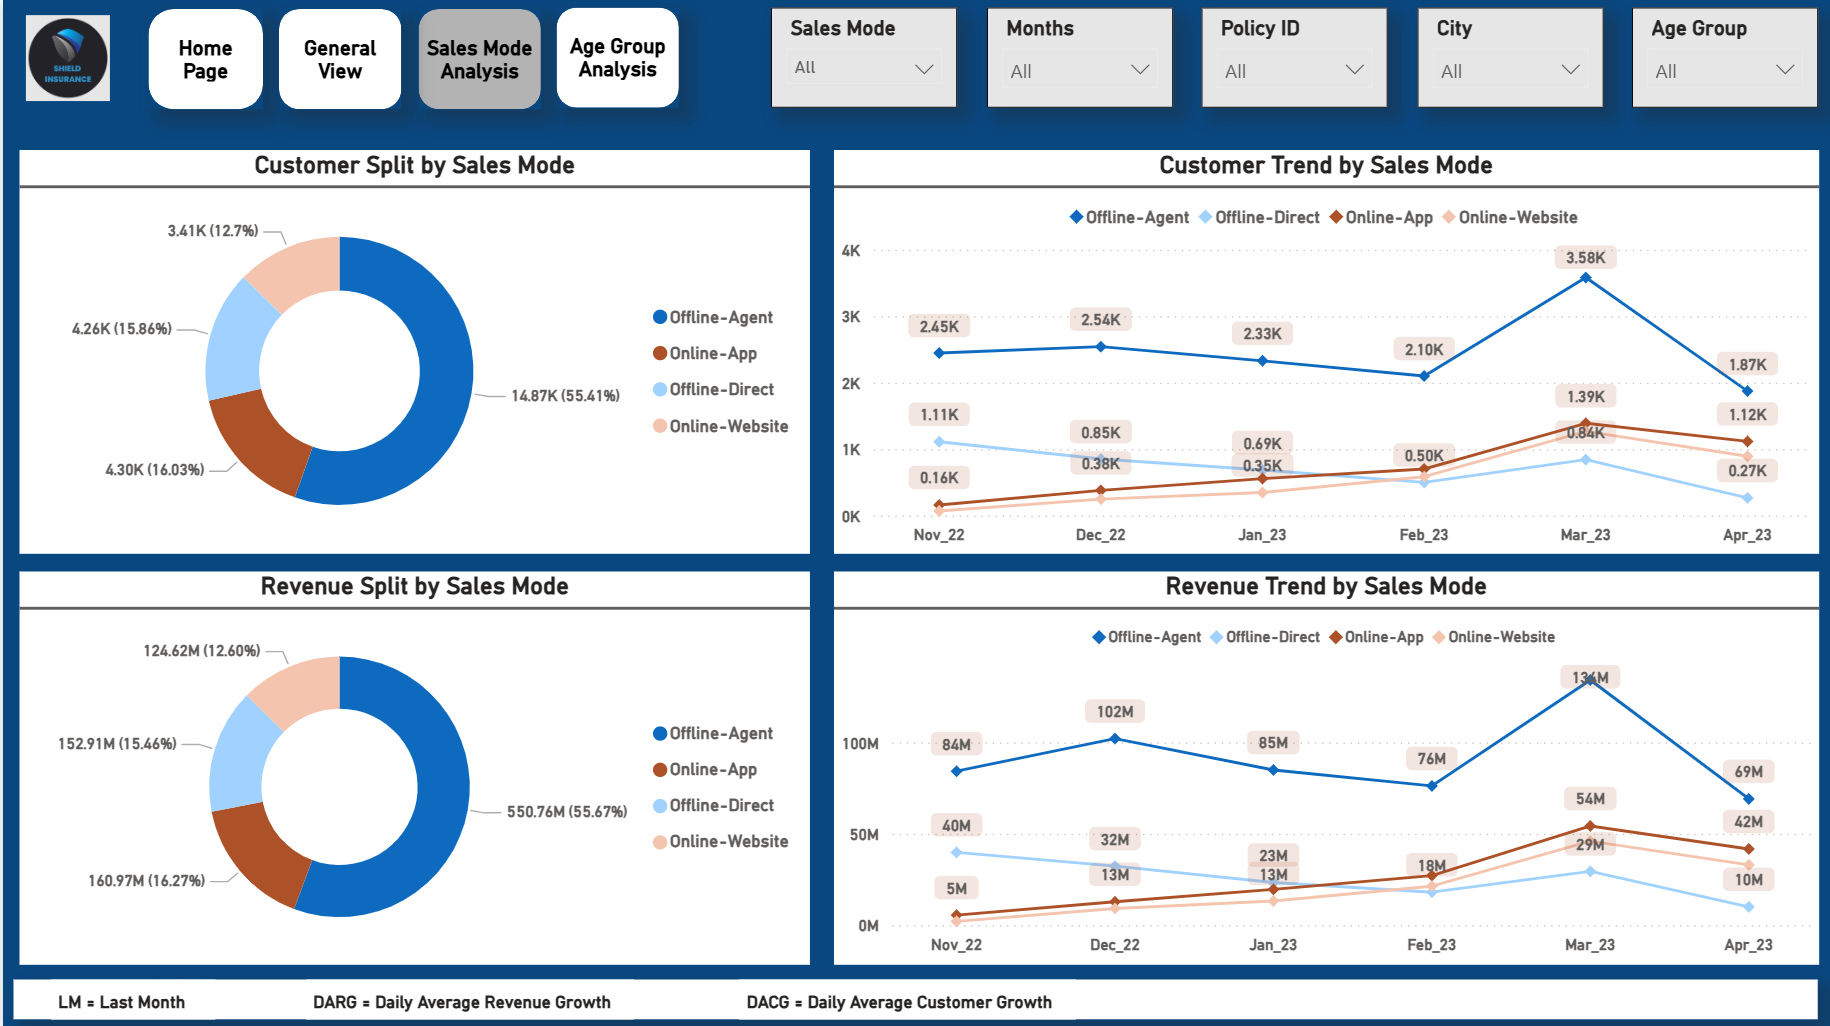 SHIELD
INSURANCE
Home
Page
General
View
Sales Mode
Analysis
Age Group
Analysis
Sales Mode
All
Months
All
Policy ID
All
City
All
Age Group
All
Customer Split by Sales Mode
3.41K (12.7%)
4.26K (15.86%)
14.87K (55.41%)
4.30K (16.03%)
Offline-Agent
Online-App
Offline-Direct
Online-Website
Customer Trend by Sales Mode
Offline-Agent Offline-Direct Online-App Online-Website
4K
3K
2K
1K
0K
2.45K 2.54K 2.33K 2.10K 3.58K 1.87K
1.11K 0.85K 0.69K 0.50K 1.39K 1.12K
0.16K 0.38K 0.35K 0.84K 0.27K
Nov_22 Dec_22 Jan_23 Feb_23 Mar_23 Apr_23
Revenue Split by Sales Mode
124.62M (12.60%)
152.91M (15.46%)
550.76M (55.67%)
160.97M (16.27%)
Offline-Agent
Online-App
Offline-Direct
Online-Website
Revenue Trend by Sales Mode
Offline-Agent Offline-Direct Online-App Online-Website
100M
50M
0M
84M 102M 85M 76M 134M 69M
40M 32M 23M 18M 54M 42M
5M 13M 13M 29M 10M
Nov_22 Dec_22 Jan_23 Feb_23 Mar_23 Apr_23
LM = Last Month DARG = Daily Average Revenue Growth DACG = Daily Average Customer Growth